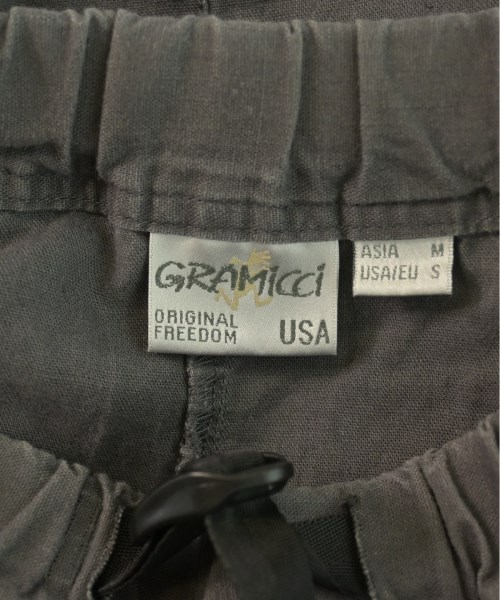 GRAMICCI
ORIGINAL
FREEDOM
USA
ASIA M
USA/EU S